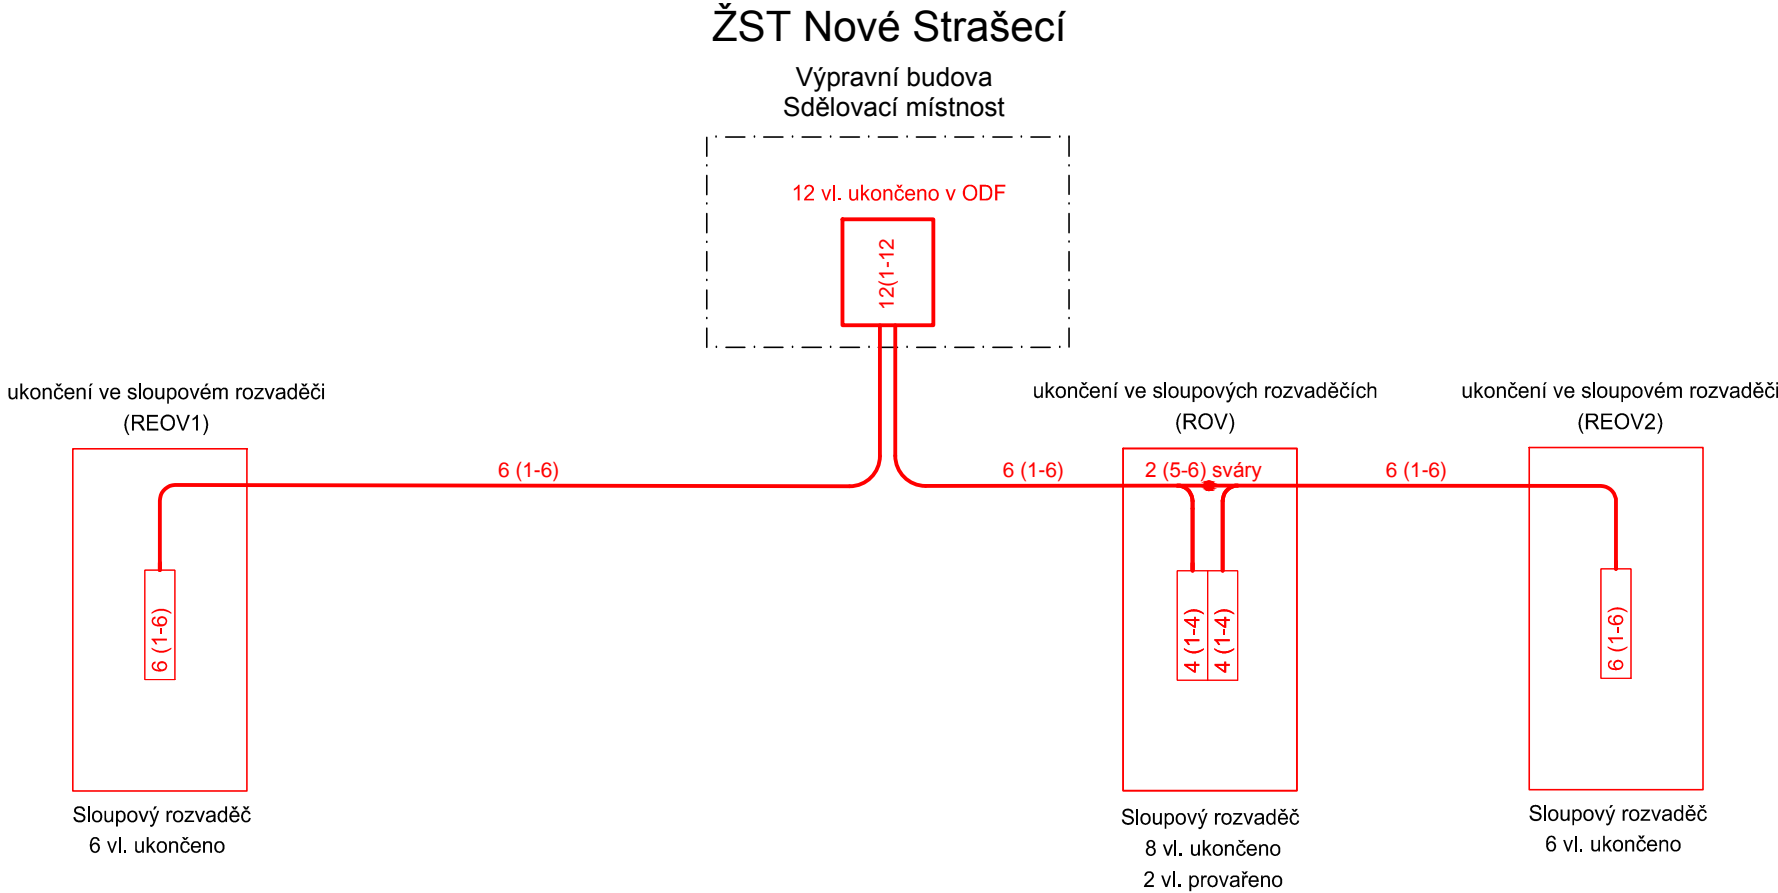 ŽST Nové Strašecí
Výpravní budova
Sdělovací místnost
12 vl. ukončeno v ODF
12(1-12
ukončení ve sloupovém rozvaděči
(REOV1)
6 (1-6)
6 (1-6)
Sloupový rozvaděč
6 vl. ukončeno
ukončení ve sloupových rozvaděčích
(ROV)
6 (1-6)
2 (5-6) sváry
4 (1-4)
4 (1-4)
Sloupový rozvaděč
8 vl. ukončeno
2 vl. provařeno
ukončení ve sloupovém rozvaděči
(REOV2)
6 (1-6)
6 (1-6)
Sloupový rozvaděč
6 vl. ukončeno